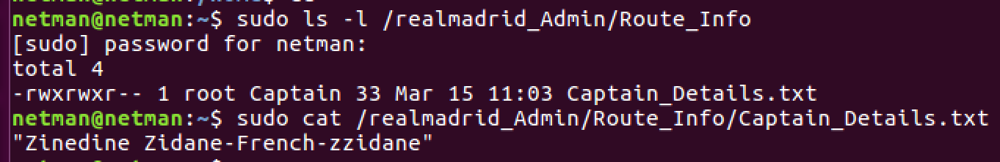 netman@netman:~$ sudo ls -l /realmadrid_Admin/Route_Info
[sudo] password for netman:
total 4
-rwxrwxr-- 1 root Captain 33 Mar 15 11:03 Captain_Details.txt
netman@netman:~$ sudo cat /realmadrid_Admin/Route_Info/Captain_Details.txt
"Zinedine Zidane-French-zzidane"